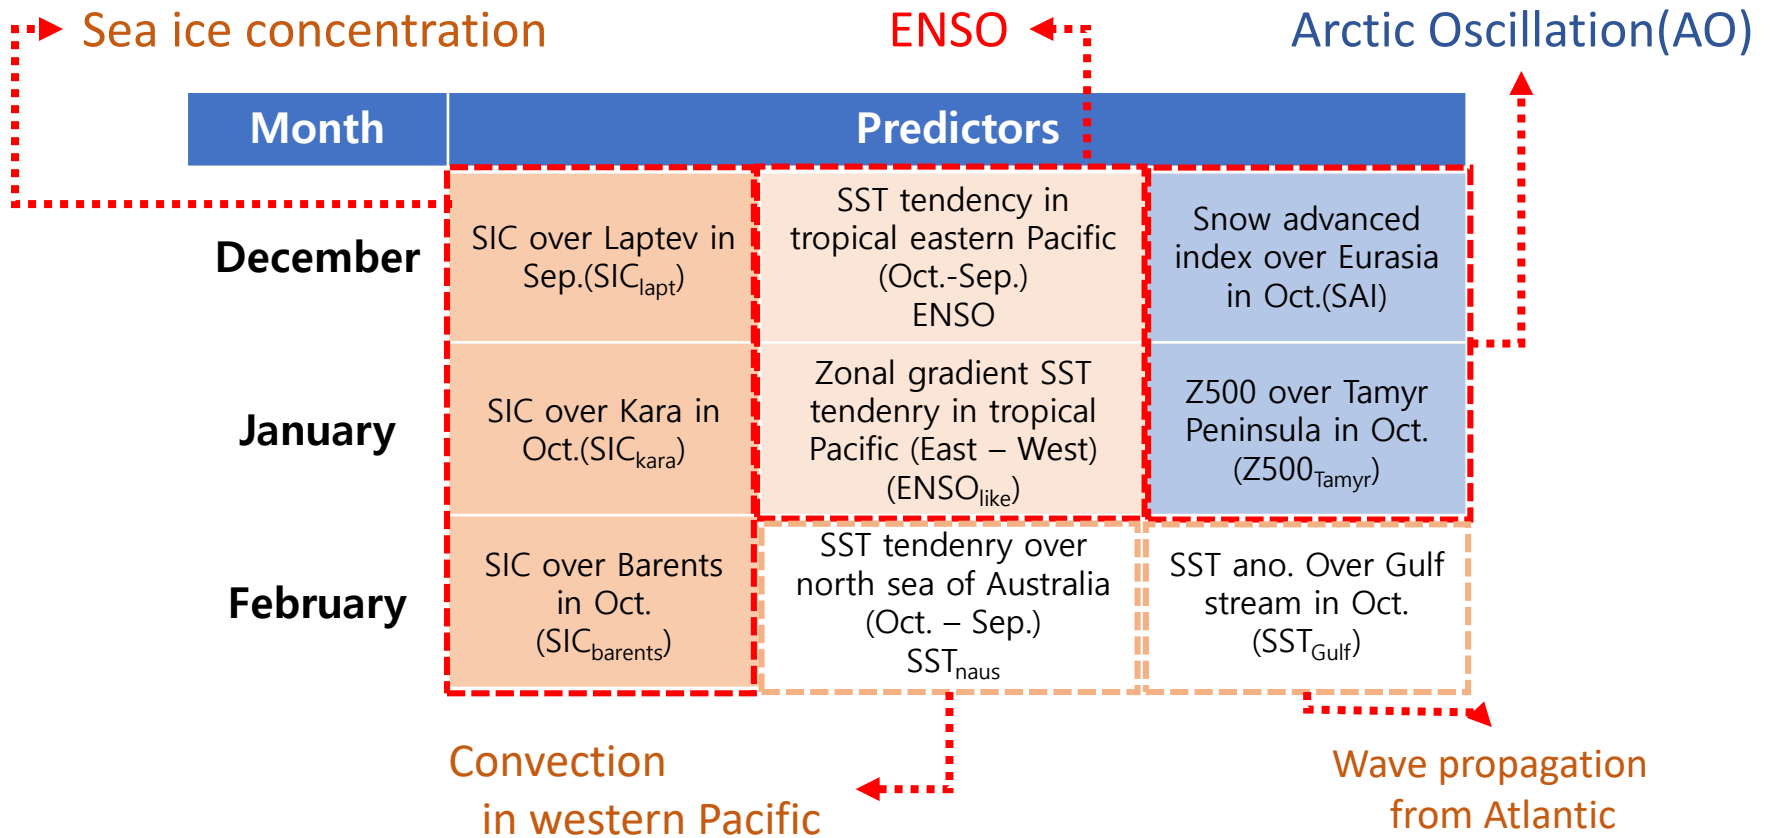 Sea ice concentration
ENSO
Arctic Oscillation(AO)
Month
Predictors
December
SIC over Laptev in
Sep.(SIClapt)
SST tendency in
tropical eastern Pacific
(Oct.-Sep.)
ENSO
Snow advanced
index over Eurasia
in Oct.(SAI)
January
SIC over Kara in
Oct.(SICkara)
Zonal gradient SST
tendenry in tropical
Pacific (East – West)
(ENSOlike)
Z500 over Tamyr
Peninsula in Oct.
(Z500Tamyr)
February
SIC over Barents
in Oct.
(SICbarents)
SST tendenry over
north sea of Australia
(Oct. – Sep.)
SSTnaus
SST ano. Over Gulf
stream in Oct.
(SSTGulf)
Convection
in western Pacific
Wave propagation
from Atlantic